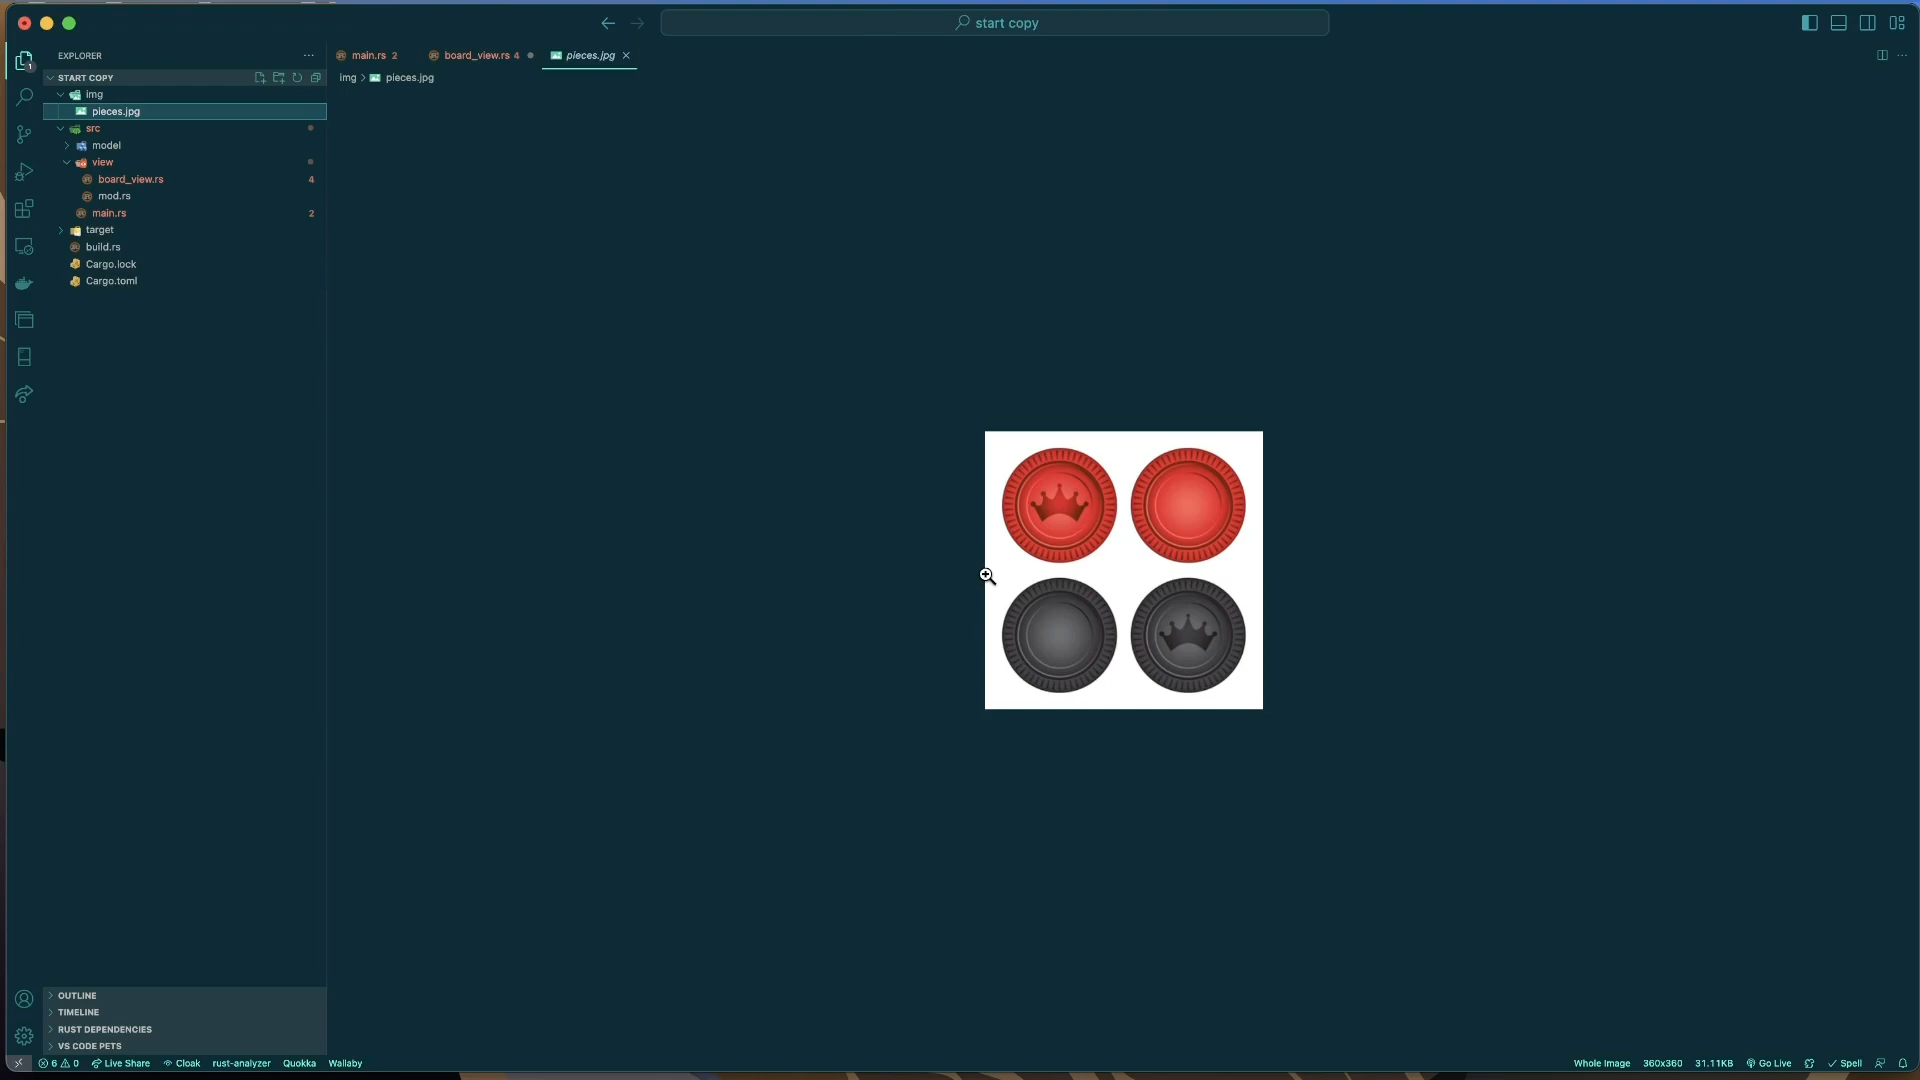 start copy
EXPLORER
main.rs 2
board_view.rs 4
pieces.jpg
START COPY
img > pieces.jpg
img
pieces.jpg
src
model
view
board_view.rs 4
mod.rs
main.rs 2
target
build.rs
Cargo.lock
Cargo.toml
1
OUTLINE
TIMELINE
RUST DEPENDENCIES
VS CODE PETS
6 0 Live Share Cloak rust-analyzer Quokka Wallaby
Whole Image 360x360 31.11KB Go Live Spell